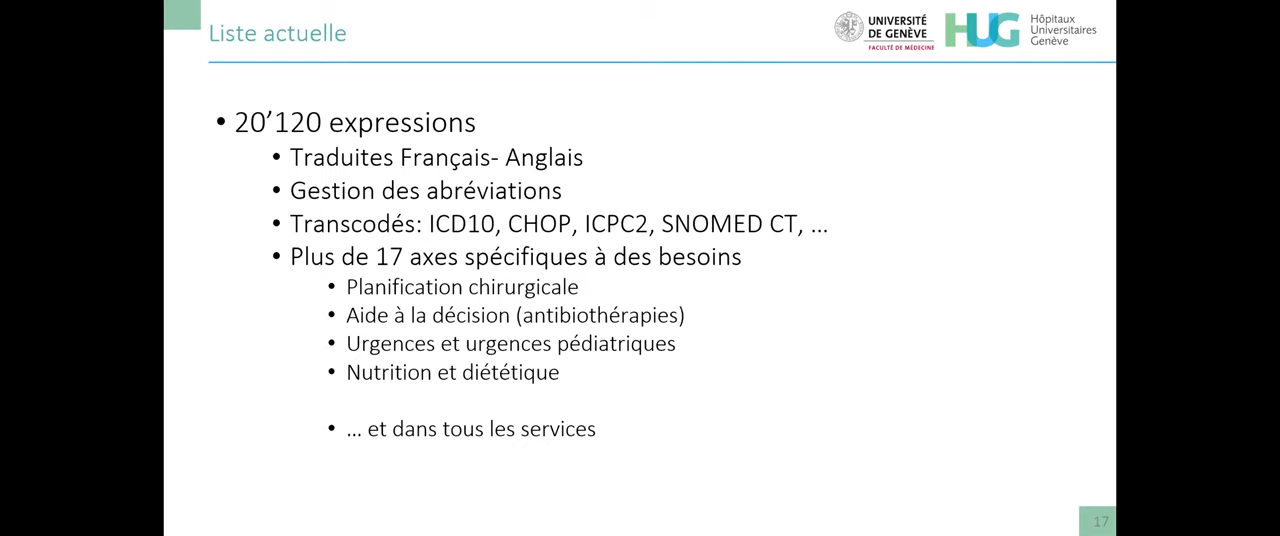 Liste actuelle
UNIVERSITÉ
DE GENÈVE
FACULTÉ DE MÉDECINE
HUG
Hôpitaux
Universitaires
Genève
• 20’120 expressions
• Traduites Français- Anglais
• Gestion des abréviations
• Transcodés: ICD10, CHOP, ICPC2, SNOMED CT, …
• Plus de 17 axes spécifiques à des besoins
• Planification chirurgicale
• Aide à la décision (antibiothérapies)
• Urgences et urgences pédiatriques
• Nutrition et diététique
• … et dans tous les services
17